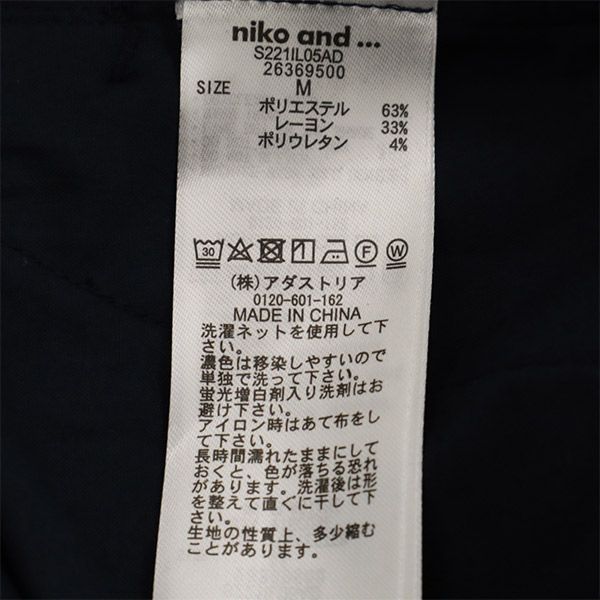 niko and ...
S221IL05AD
26369500
SIZE M
ポリエステル 63%
レーヨン 33%
ポリウレタン 4%
30 F W
(株)アダストリア
0120-601-162
MADE IN CHINA
洗濯ネットを使用して下
さい。
濃色は移染しやすいので
単独で洗って下さい。
蛍光増白剤入り洗剤はお
避け下さい。
アイロン時はあて布をし
て下さい。
長時間濡れたままにして
おくと、色が落ちる恐れ
があります。洗濯後は形
を整えて直ぐに干して下
さい。
生地の性質上、多少縮む
ことがあります。